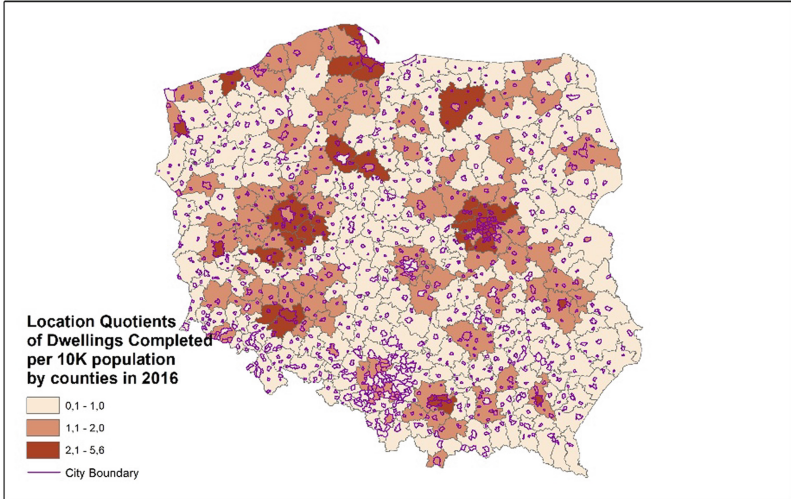 Location Quotients
of Dwellings Completed
per 10K population
by counties in 2016
0,1 - 1,0
1,1 - 2,0
2,1 - 5,6
City Boundary